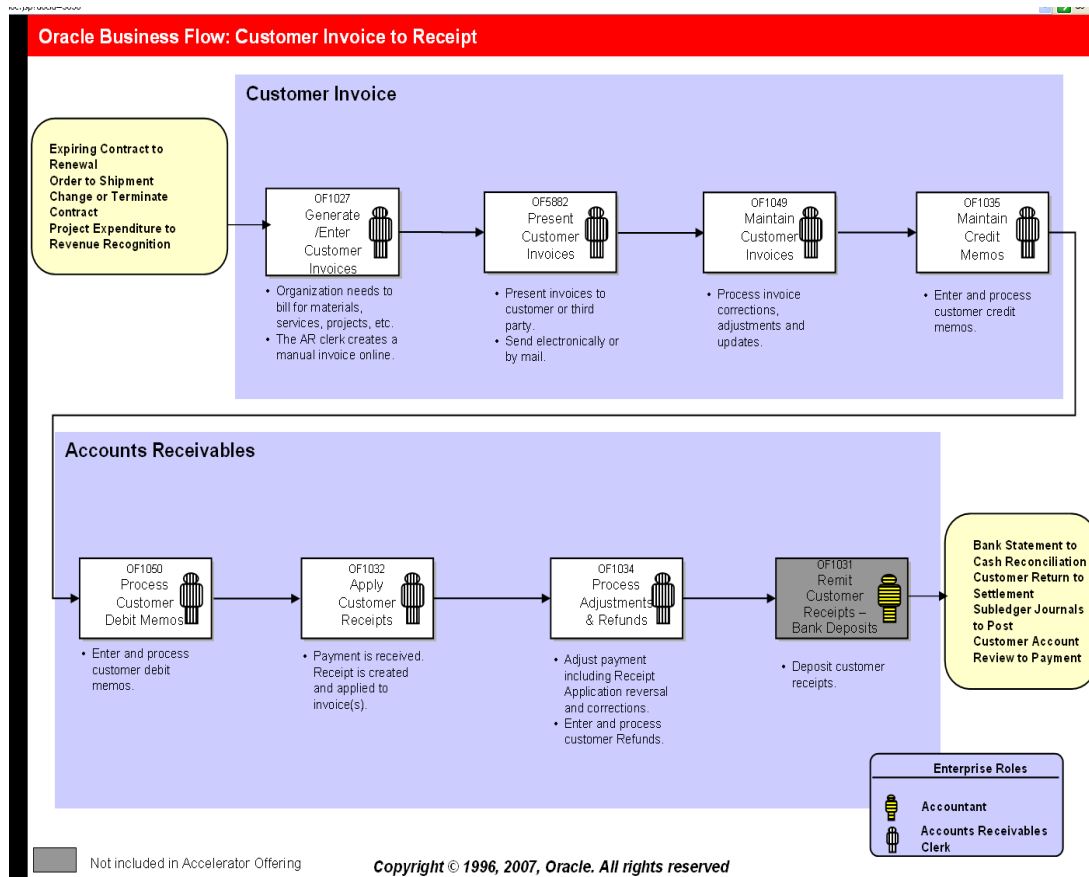 Oracle Business Flow: Customer Invoice to Receipt
Customer Invoice
Expiring Contract to
Renewal
Order to Shipment
Change or Terminate
Contract
Project Expenditure to
Revenue Recognition
OF1027
Generate
/Enter
Customer
Invoices
• Organization needs to
bill for materials,
services, projects, etc.
• The AR clerk creates a
manual invoice online.
OF5882
Present
Customer
Invoices
• Present invoices to
customer or third
party.
• Send electronically or
by mail.
OF1049
Maintain
Customer
Invoices
• Process invoice
corrections,
adjustments and
updates.
OF1035
Maintain
Credit
Memos
• Enter and process
customer credit
memos.
Accounts Receivables
OF1050
Process
Customer
Debit Memos
• Enter and process
customer debit
memos.
OF1032
Apply
Customer
Receipts
• Payment is received.
Receipt is created
and applied to
invoice(s).
OF1034
Process
Adjustments
& Refunds
• Adjust payment
including Receipt
Application reversal
and corrections.
• Enter and process
customer Refunds.
OF1031
Remit
Customer
Receipts –
Bank Deposits
• Deposit customer
receipts.
Bank Statement to
Cash Reconciliation
Customer Return to
Settlement
Subledger Journals
to Post
Customer Account
Review to Payment
Enterprise Roles
Accountant
Accounts Receivables
Clerk
Not included in Accelerator Offering
Copyright © 1996, 2007, Oracle. All rights reserved